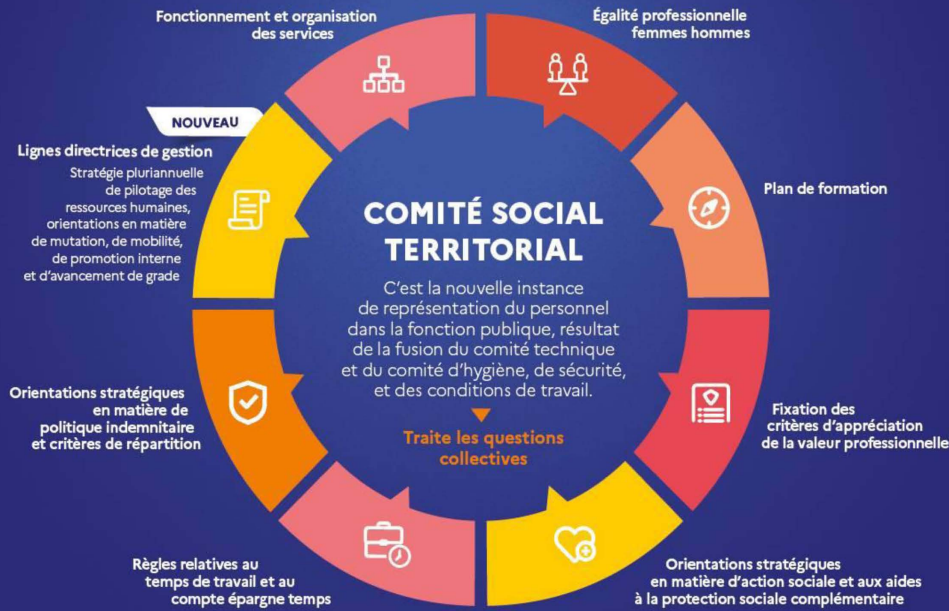 Fonctionnement et organisation
des services
Égalité professionnelle
femmes hommes
NOUVEAU
Lignes directrices de gestion
Stratégie pluriannuelle
de pilotage des
ressources humaines,
orientations en matière
de mutation, de mobilité,
de promotion interne
et d'avancement de grade
Plan de formation
COMITÉ SOCIAL
TERRITORIAL
C'est la nouvelle instance
de représentation du personnel
dans la fonction publique, résultat
de la fusion du comité technique
et du comité d'hygiène, de sécurité,
et des conditions de travail.
Traite les questions
collectives
Orientations stratégiques
en matière de
politique indemnitaire
et critères de répartition
Fixation des
critères d'appréciation
de la valeur professionnelle
Règles relatives au
temps de travail et au
compte épargne temps
Orientations stratégiques
en matière d'action sociale et aux aides
à la protection sociale complémentaire